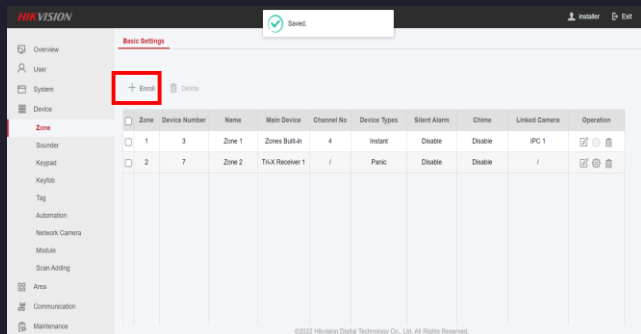 HIKVISION
Saved.
installer Exit
Overview
User
System
Device
Zone
Sounder
Keypad
Keyfob
Tag
Automation
Network Camera
Module
Scan Adding
Area
Communication
Maintenance
Basic Settings
+ Enroll Delete
Zone Device Number Name Main Device Channel No Device Types Silent Alarm Chime Linked Camera Operation
1 3 Zone 1 Zones Built-in 4 Instant Disable Disable IPC 1
2 7 Zone 2 Tri-X Receiver 1 / Panic Disable Disable /
©2022 Hikvision Digital Technology Co., Ltd. All Rights Reserved.